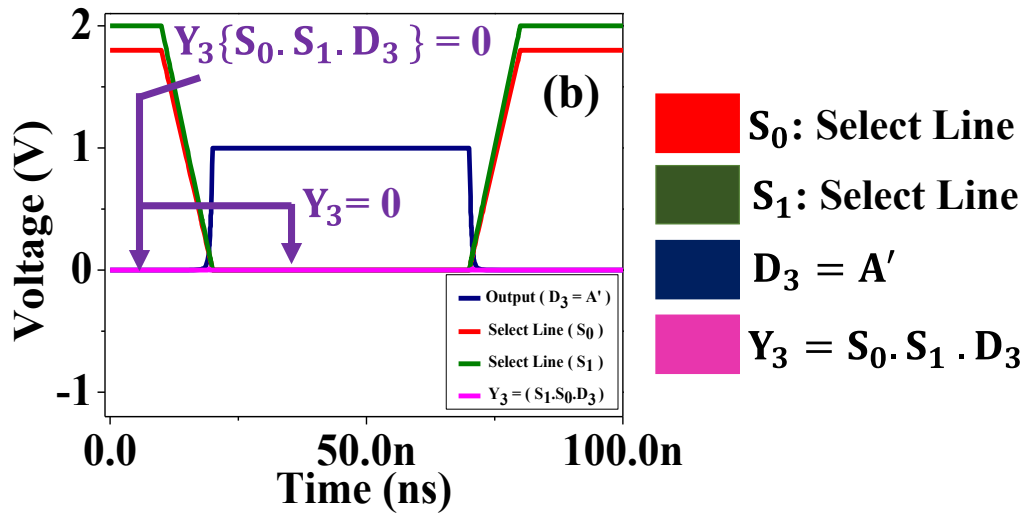 2
Y₃{S₀. S₁. D₃ } = 0
(b)
1
Y₃= 0
0
-1
Voltage (V)
Output ( D₃ = A' )
Select Line ( S₀ )
Select Line ( S₁ )
Y₃ = ( S₁.S₀.D₃ )
0.0 50.0n 100.0n
Time (ns)
S₀: Select Line
S₁: Select Line
D₃ = A′
Y₃ = S₀. S₁ . D₃